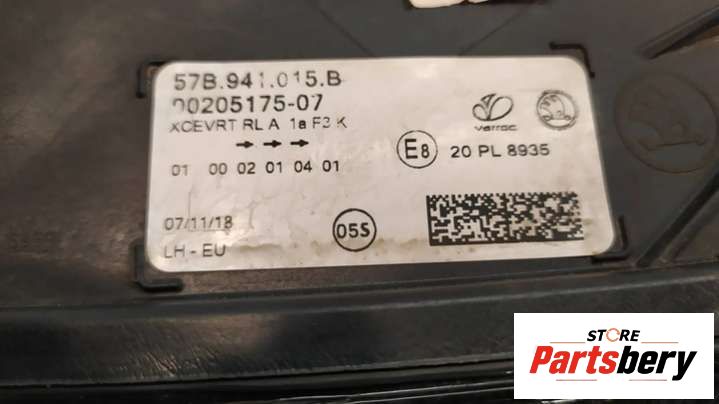 57B.941.015.B
00205175-07
XCEVRT RL A 1a F3 K
01 00 02 01 04 01
07/11/18
LH - EU
05S
varroc
E8
20 PL 8935
STORE
Partsbery